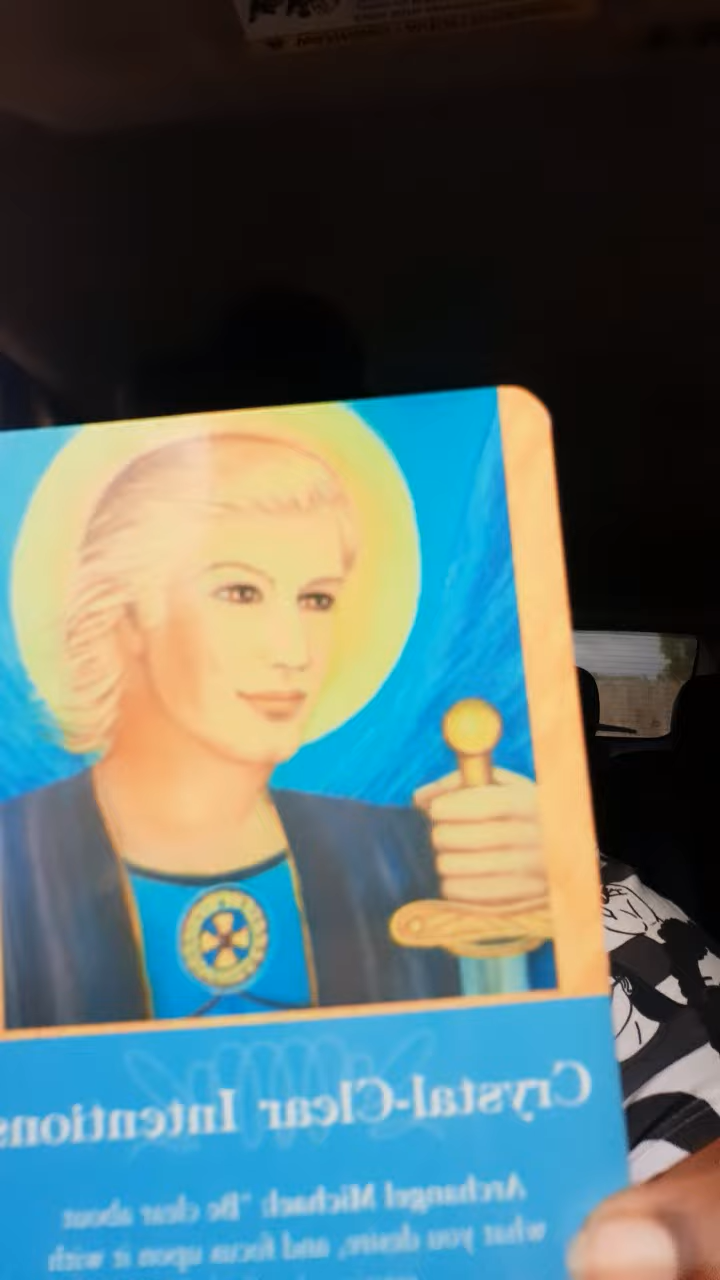 Crystal-Clear Intentions
Archangel Michael: "Be clear about
what you desire, and focus upon it with